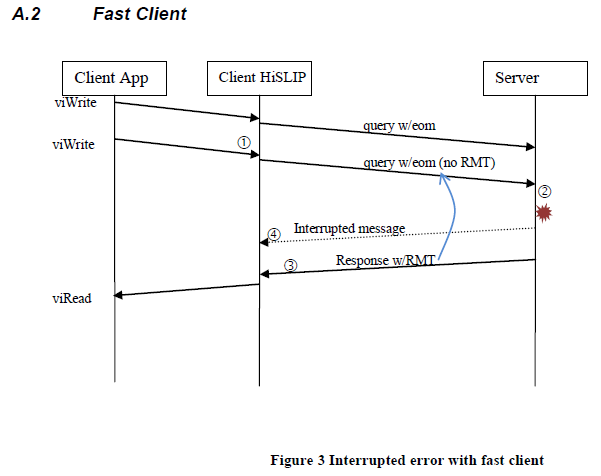 A.2 Fast Client
Client App
Client HiSLIP
Server
viWrite
query w/eom
viWrite
①
query w/eom (no RMT)
②
Interrupted message
④
Response w/RMT
③
viRead
Figure 3 Interrupted error with fast client